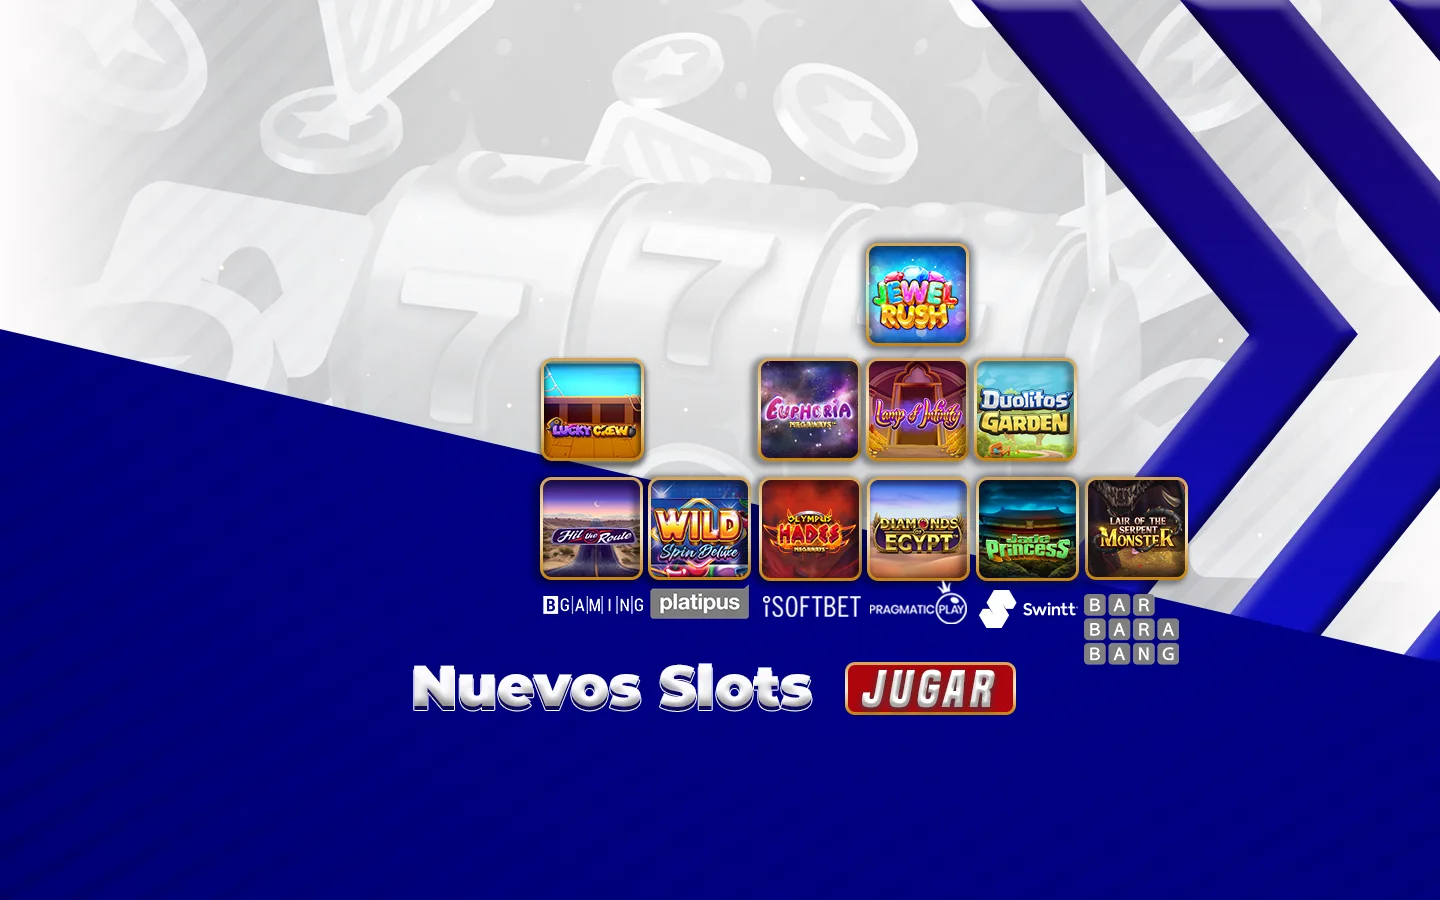 7
7
JEWEL
RUSH
LUCKY CREW
EUPHORIA
MEGAWAYS
Lamp of Infinity
Duolitos
GARDEN
Hit the Route
WILD
Spin Deluxe
OLYMPUS
HADES
MEGAWAYS
DIAMONDS
OF
EGYPT
Jade
Princess
LAIR OF THE
SERPENT
MONSTER
BGAMING
platipus
iSOFTBET
PRAGMATIC PLAY
Swintt
BAR
BARA
BANG
Nuevos Slots
JUGAR